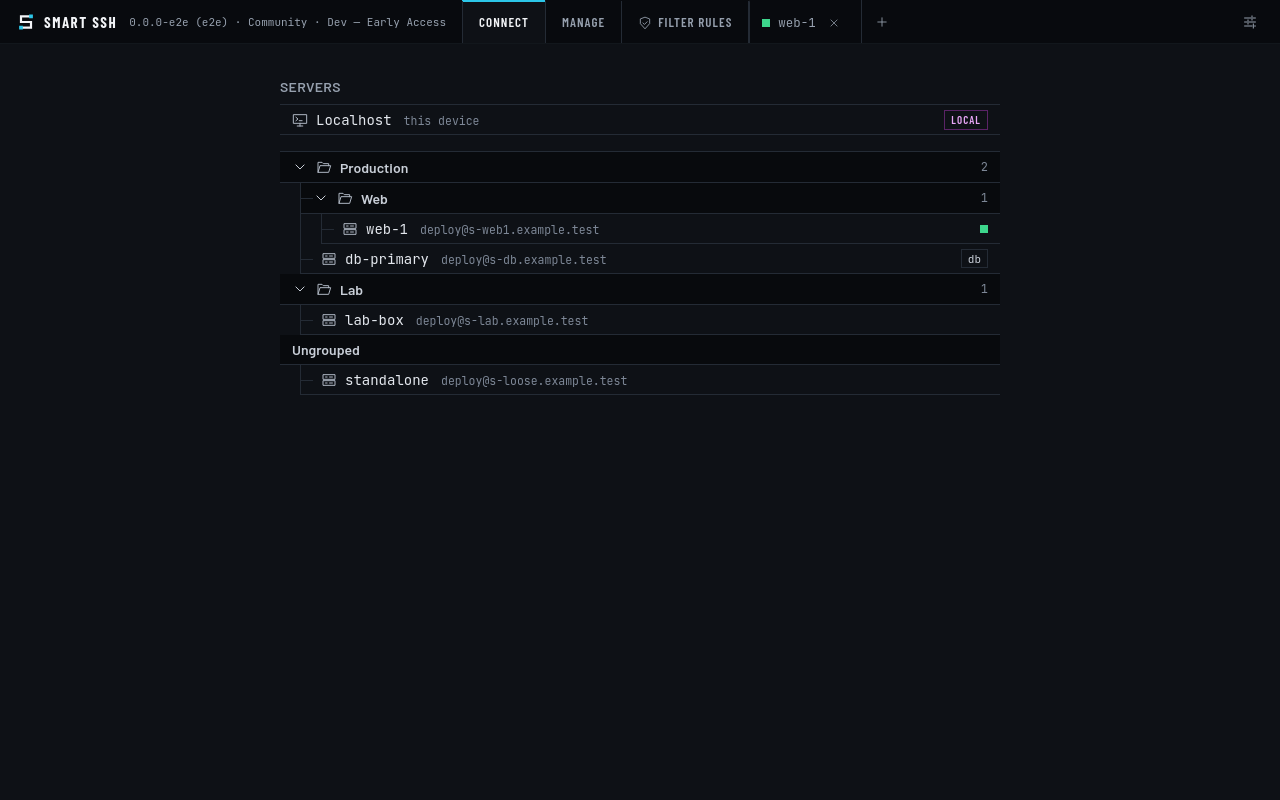 SMART SSH 0.0.0-e2e (e2e) · Community · Dev — Early Access CONNECT MANAGE FILTER RULES web-1
SERVERS
Localhost this device LOCAL
Production 2
Web 1
web-1 deploy@s-web1.example.test
db-primary deploy@s-db.example.test db
Lab 1
lab-box deploy@s-lab.example.test
Ungrouped
standalone deploy@s-loose.example.test